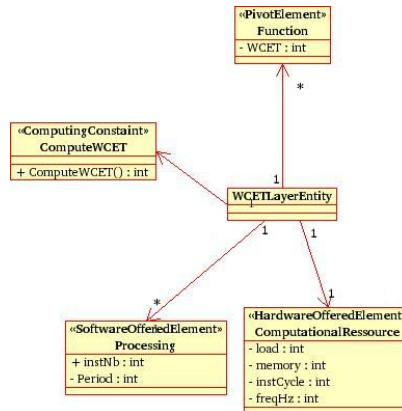 «PivotElement»
Function
- WCET : int
*
«ComputingConstaint»
ComputeWCET
+ ComputeWCET() : int
1
WCETLayerEntity
1
1
*
1
«SoftwareOfferedElement»
Processing
+ instNb : int
- Period : int
«HardwareOfferedElement»
ComputationalRessource
- load : int
- memory : int
- instCycle : int
- freqHz : int